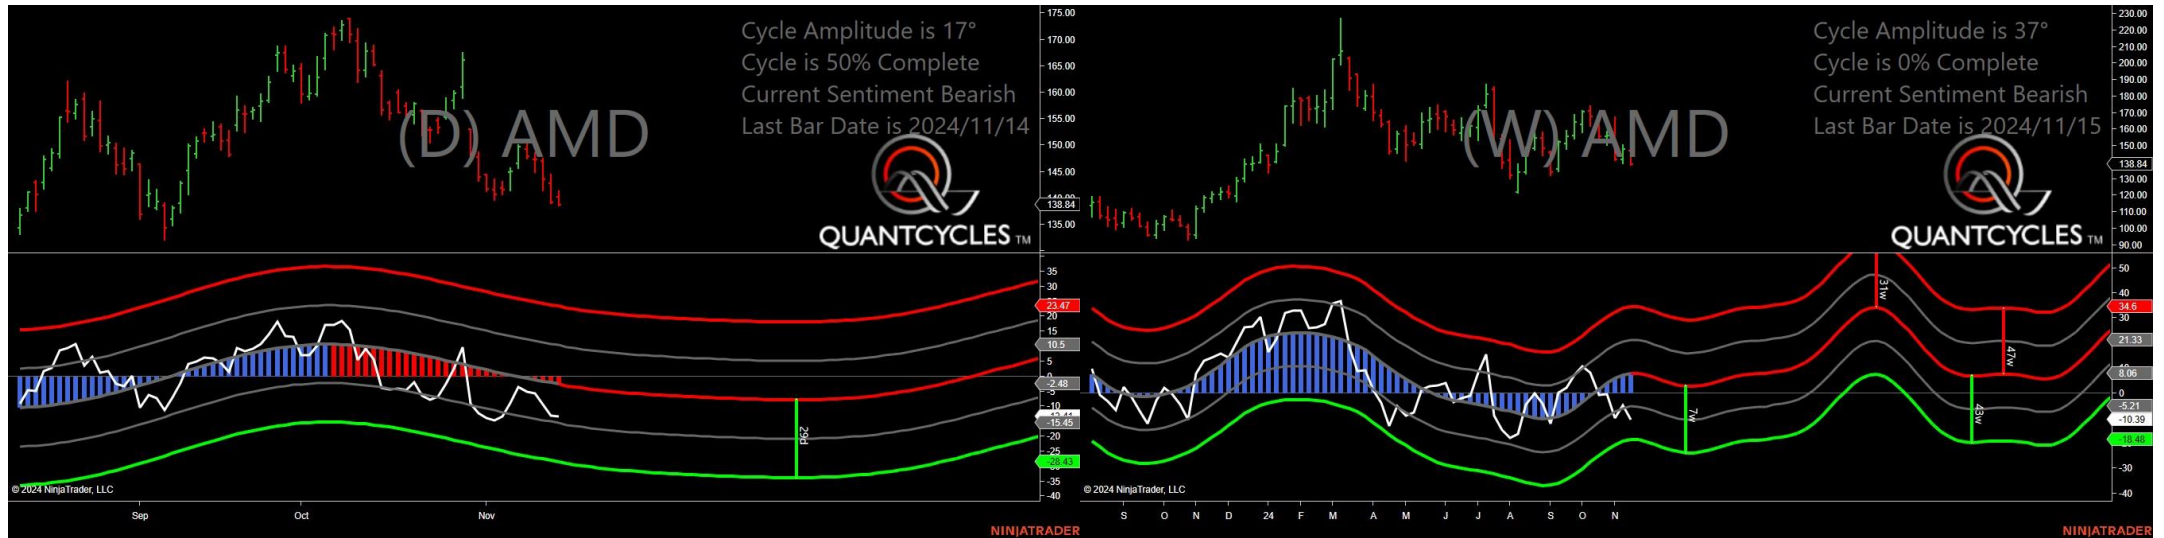 Cycle Amplitude is 17°
Cycle is 50% Complete
Current Sentiment Bearish
Last Bar Date is 2024/11/14
(D) AMD
QUANTCYCLES TM
175.00
170.00
165.00
160.00
155.00
150.00
145.00
138.84
135.00
35
30
23.47
20
15
10.5
5
0
-2.48
-5
-10
-15.45
-20
-25
-28.43
-35
-40
29d
© 2024 NinjaTrader, LLC
Sep Oct Nov
NINJATRADER
Cycle Amplitude is 37°
Cycle is 0% Complete
Current Sentiment Bearish
Last Bar Date is 2024/11/15
(W) AMD
QUANTCYCLES TM
230.00
220.00
210.00
200.00
190.00
180.00
170.00
160.00
150.00
138.84
130.00
120.00
110.00
100.00
90.00
50
40
34.6
30
21.33
8.06
0
-5.21
-10.39
-18.48
-30
-40
31w
47w
7w
43w
© 2024 NinjaTrader, LLC
S O N D 24 F M A M J J A S O N
NINJATRADER